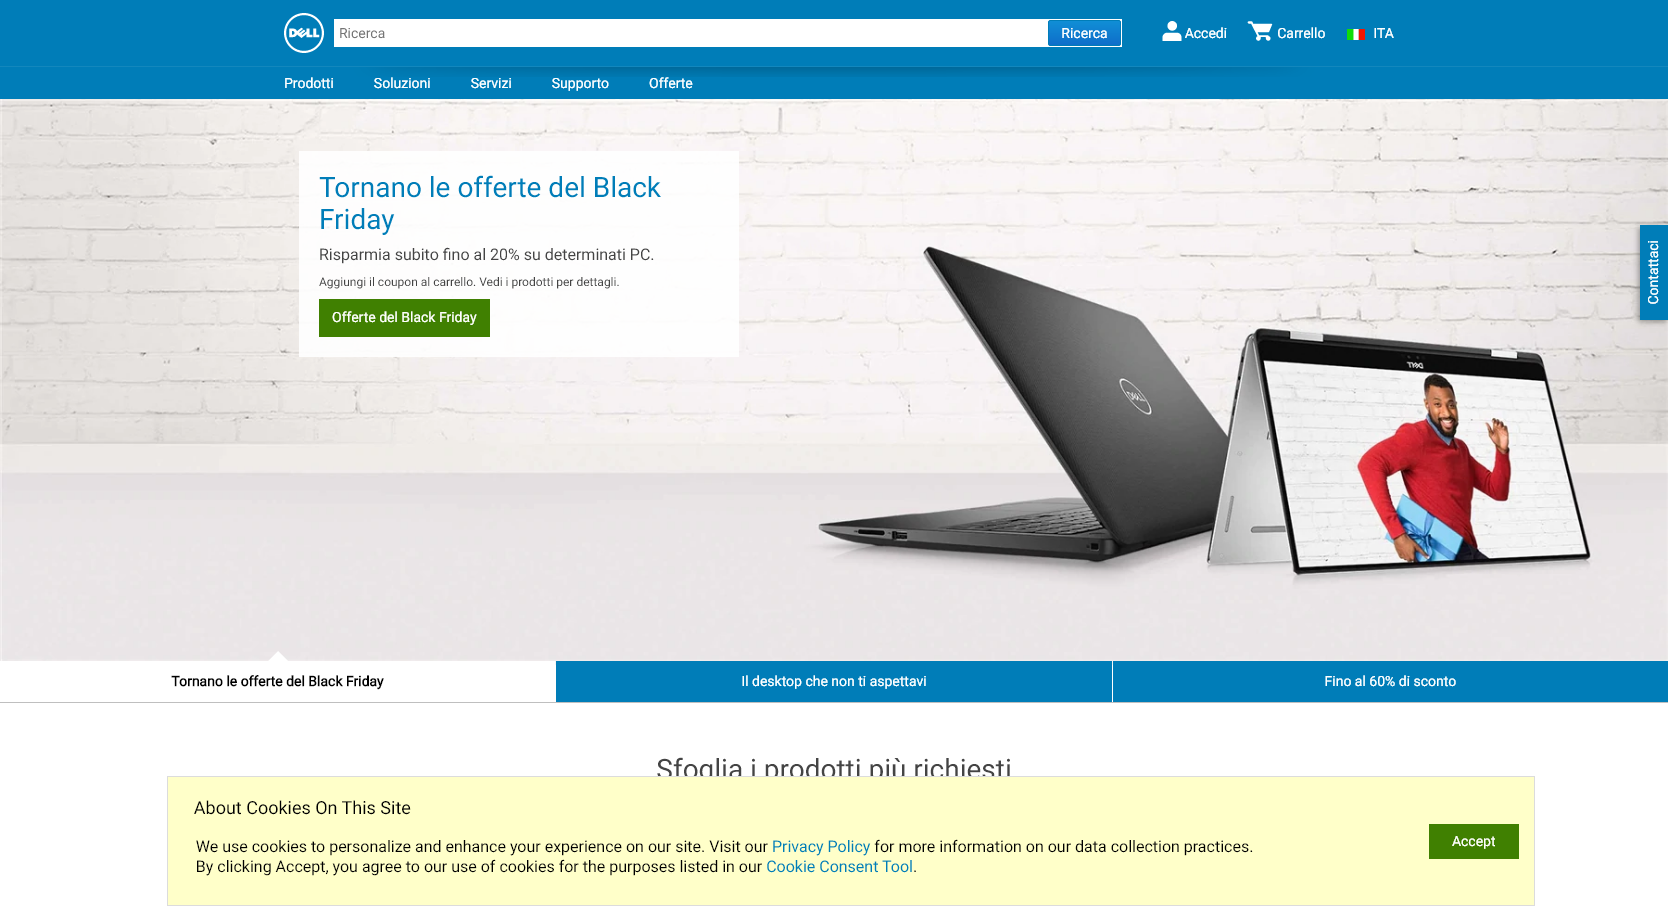 DELL
Ricerca
Ricerca
Accedi
Carrello
ITA
Prodotti
Soluzioni
Servizi
Supporto
Offerte
Tornano le offerte del Black
Friday
Risparmia subito fino al 20% su determinati PC.
Aggiungi il coupon al carrello. Vedi i prodotti per dettagli.
Offerte del Black Friday
Contattaci
DELL
DELL
Tornano le offerte del Black Friday
Il desktop che non ti aspettavi
Fino al 60% di sconto
Sfoglia i prodotti più richiesti
About Cookies On This Site
We use cookies to personalize and enhance your experience on our site. Visit our Privacy Policy for more information on our data collection practices.
By clicking Accept, you agree to our use of cookies for the purposes listed in our Cookie Consent Tool.
Accept